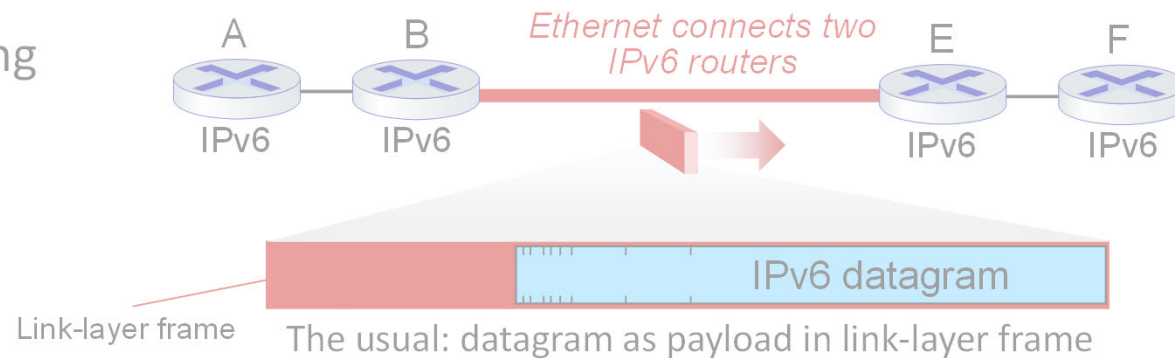 ng
A
B
Ethernet connects two
IPv6 routers
E
F
IPv6
IPv6
IPv6
IPv6
IPv6 datagram
Link-layer frame
The usual: datagram as payload in link-layer frame